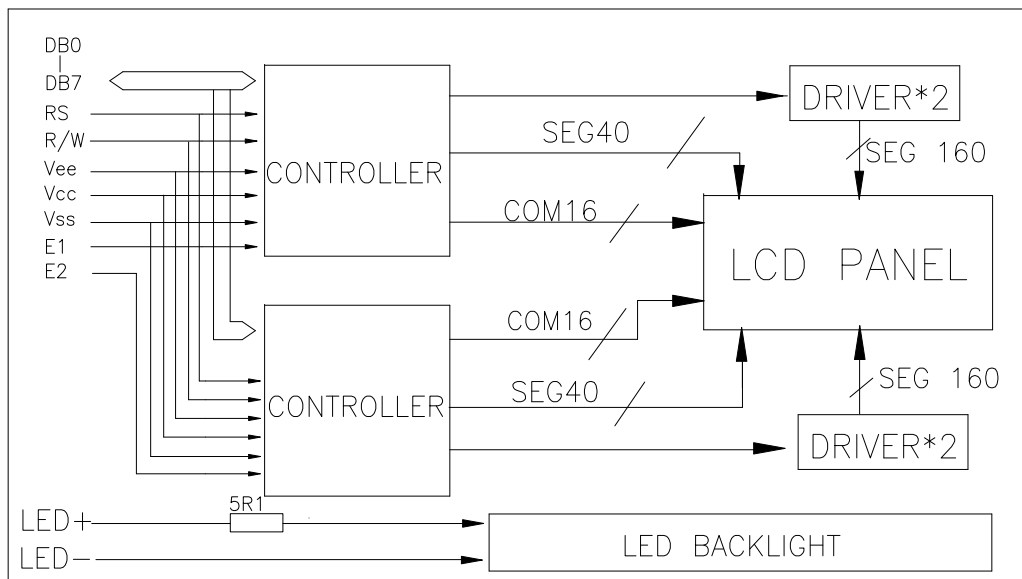 DB0
|
DB7
RS
R/W
Vee
Vcc
Vss
E1
E2
CONTROLLER
DRIVER*2
SEG40
SEG 160
COM16
LCD PANEL
COM16
SEG40
SEG 160
CONTROLLER
DRIVER*2
LED+
5R1
LED−
LED BACKLIGHT